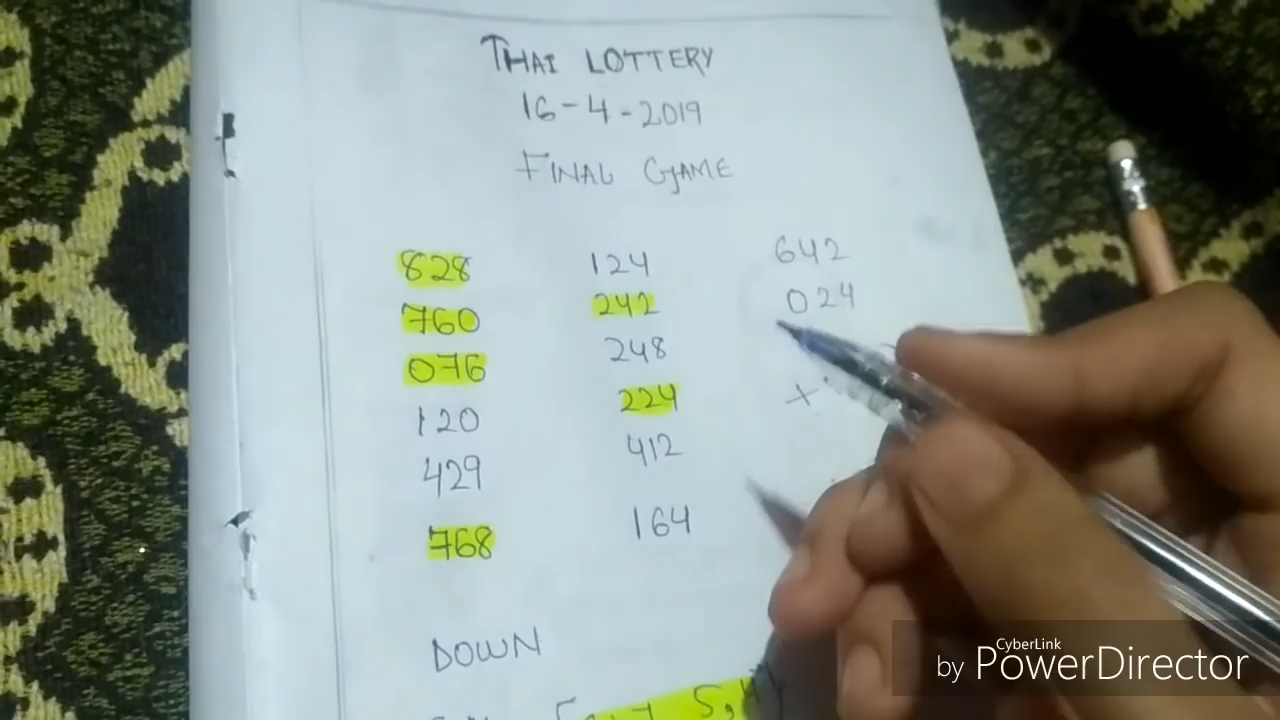 THAI LOTTERY
16-4-2019
FINAL GAME
828 124 642
760 242 024
076 248
120 224 +
429 412
768 164
DOWN
CyberLink
by PowerDirector